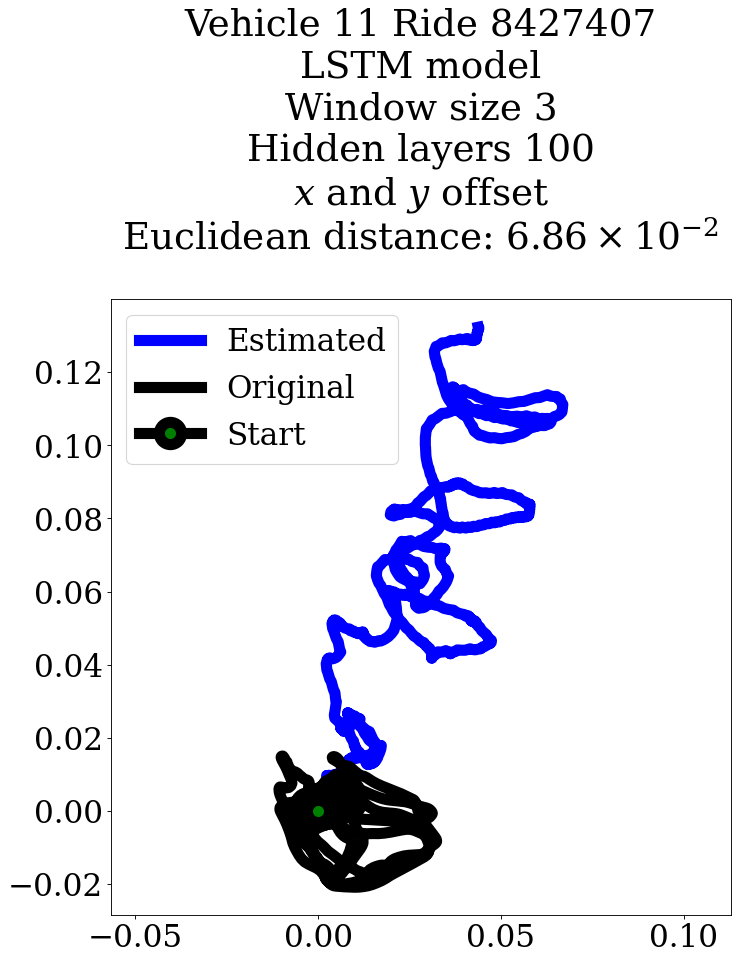 Vehicle 11 Ride 8427407
LSTM model
Window size 3
Hidden layers 100
x and y offset
Euclidean distance: 6.86 × 10⁻²
Estimated
Original
Start
0.12
0.10
0.08
0.06
0.04
0.02
0.00
−0.02
−0.05
0.00
0.05
0.10